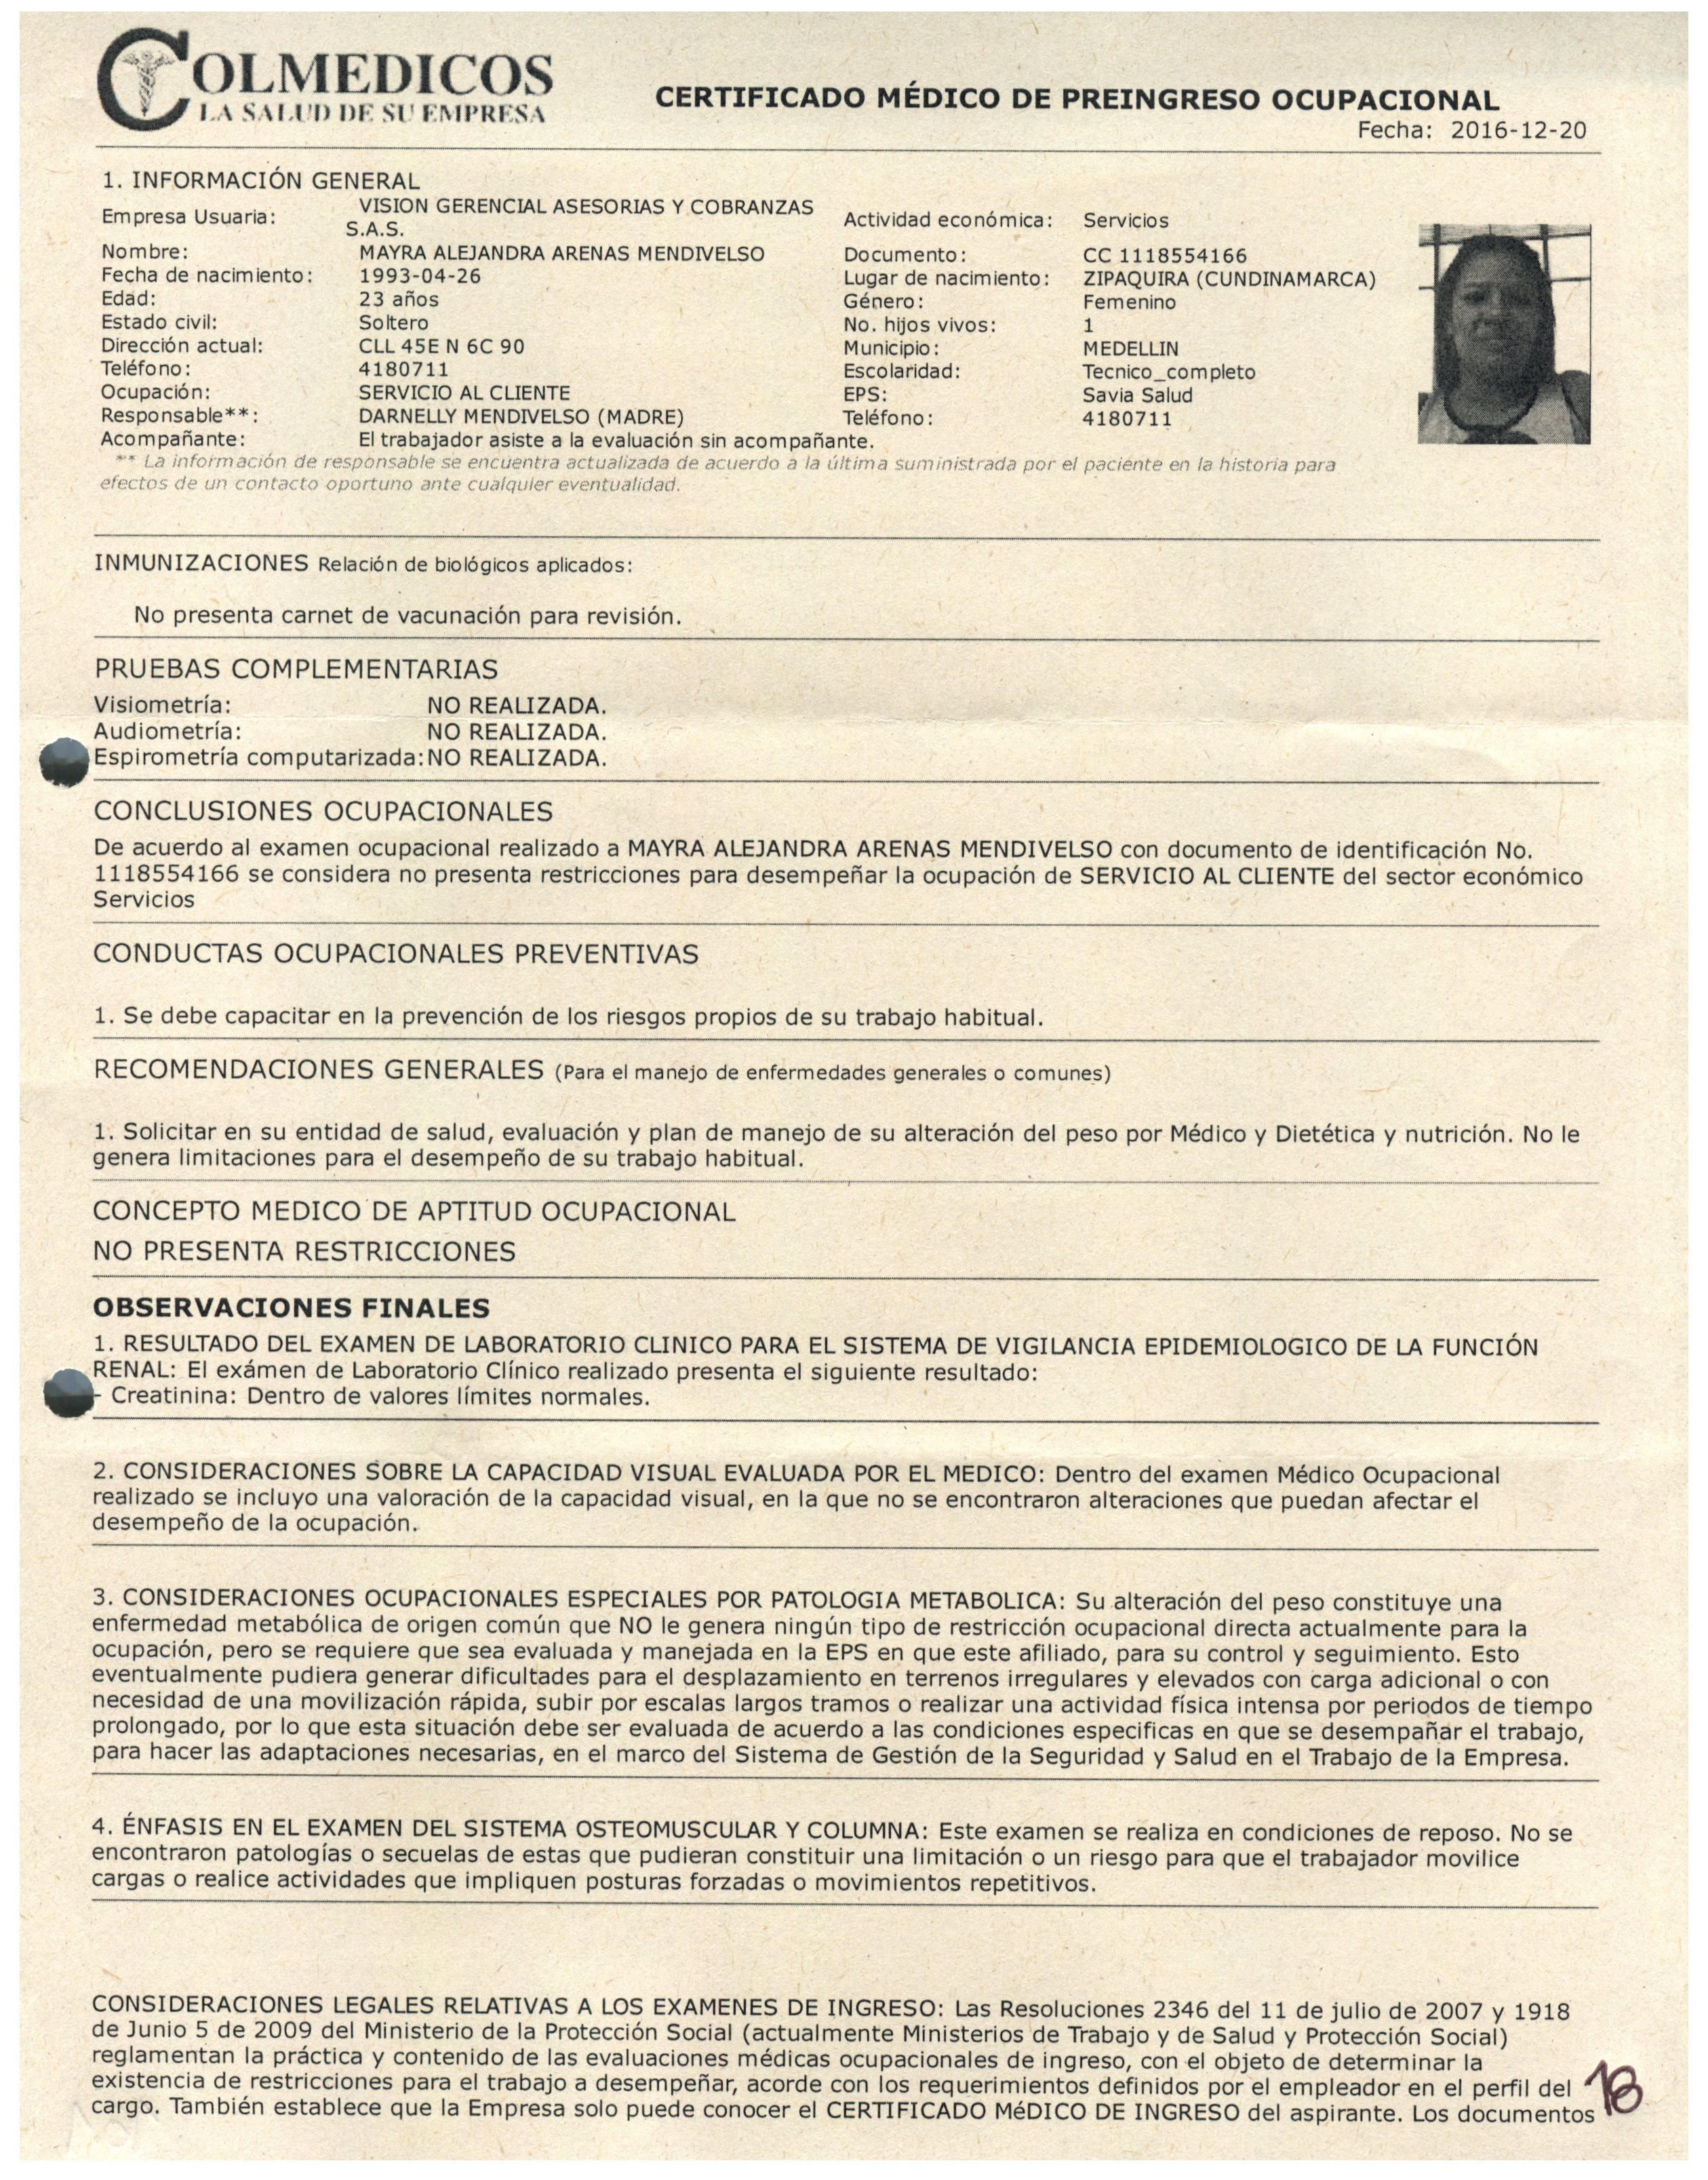 COLMEDICOS
LA SALUD DE SU EMPRESA
CERTIFICADO MÉDICO DE PREINGRESO OCUPACIONAL
Fecha: 2016-12-20
1. INFORMACIÓN GENERAL
Empresa Usuaria: VISION GERENCIAL ASESORIAS Y COBRANZAS S.A.S.
Actividad económica: Servicios
Nombre: MAYRA ALEJANDRA ARENAS MENDIVELSO
Documento: CC 1118554166
Fecha de nacimiento: 1993-04-26
Lugar de nacimiento: ZIPAQUIRA (CUNDINAMARCA)
Edad: 23 años
Género: Femenino
Estado civil: Soltero
No. hijos vivos: 1
Dirección actual: CLL 45E N 6C 90
Municipio: MEDELLIN
Teléfono: 4180711
Escolaridad: Tecnico_completo
Ocupación: SERVICIO AL CLIENTE
EPS: Savia Salud
Responsable**: DARNELLY MENDIVELSO (MADRE)
Teléfono: 4180711
Acompañante: El trabajador asiste a la evaluación sin acompañante.
** La información de responsable se encuentra actualizada de acuerdo a la última suministrada por el paciente en la historia para
efectos de un contacto oportuno ante cualquier eventualidad.
INMUNIZACIONES Relación de biológicos aplicados:
No presenta carnet de vacunación para revisión.
PRUEBAS COMPLEMENTARIAS
Visiometría: NO REALIZADA.
Audiometría: NO REALIZADA.
Espirometría computarizada: NO REALIZADA.
CONCLUSIONES OCUPACIONALES
De acuerdo al examen ocupacional realizado a MAYRA ALEJANDRA ARENAS MENDIVELSO con documento de identificación No.
1118554166 se considera no presenta restricciones para desempeñar la ocupación de SERVICIO AL CLIENTE del sector económico
Servicios
CONDUCTAS OCUPACIONALES PREVENTIVAS
1. Se debe capacitar en la prevención de los riesgos propios de su trabajo habitual.
RECOMENDACIONES GENERALES (Para el manejo de enfermedades generales o comunes)
1. Solicitar en su entidad de salud, evaluación y plan de manejo de su alteración del peso por Médico y Dietética y nutrición. No le
genera limitaciones para el desempeño de su trabajo habitual.
CONCEPTO MEDICO DE APTITUD OCUPACIONAL
NO PRESENTA RESTRICCIONES
OBSERVACIONES FINALES
1. RESULTADO DEL EXAMEN DE LABORATORIO CLINICO PARA EL SISTEMA DE VIGILANCIA EPIDEMIOLOGICO DE LA FUNCIÓN
RENAL: El exámen de Laboratorio Clínico realizado presenta el siguiente resultado:
- Creatinina: Dentro de valores límites normales.
2. CONSIDERACIONES SOBRE LA CAPACIDAD VISUAL EVALUADA POR EL MEDICO: Dentro del examen Médico Ocupacional
realizado se incluyo una valoración de la capacidad visual, en la que no se encontraron alteraciones que puedan afectar el
desempeño de la ocupación.
3. CONSIDERACIONES OCUPACIONALES ESPECIALES POR PATOLOGIA METABOLICA: Su alteración del peso constituye una
enfermedad metabólica de origen común que NO le genera ningún tipo de restricción ocupacional directa actualmente para la
ocupación, pero se requiere que sea evaluada y manejada en la EPS en que este afiliado, para su control y seguimiento. Esto
eventualmente pudiera generar dificultades para el desplazamiento en terrenos irregulares y elevados con carga adicional o con
necesidad de una movilización rápida, subir por escalas largos tramos o realizar una actividad física intensa por periodos de tiempo
prolongado, por lo que esta situación debe ser evaluada de acuerdo a las condiciones especificas en que se desempañar el trabajo,
para hacer las adaptaciones necesarias, en el marco del Sistema de Gestión de la Seguridad y Salud en el Trabajo de la Empresa.
4. ÉNFASIS EN EL EXAMEN DEL SISTEMA OSTEOMUSCULAR Y COLUMNA: Este examen se realiza en condiciones de reposo. No se
encontraron patologías o secuelas de estas que pudieran constituir una limitación o un riesgo para que el trabajador movilice
cargas o realice actividades que impliquen posturas forzadas o movimientos repetitivos.
CONSIDERACIONES LEGALES RELATIVAS A LOS EXAMENES DE INGRESO: Las Resoluciones 2346 del 11 de julio de 2007 y 1918
de Junio 5 de 2009 del Ministerio de la Protección Social (actualmente Ministerios de Trabajo y de Salud y Protección Social)
reglamentan la práctica y contenido de las evaluaciones médicas ocupacionales de ingreso, con el objeto de determinar la
existencia de restricciones para el trabajo a desempeñar, acorde con los requerimientos definidos por el empleador en el perfil del
cargo. También establece que la Empresa solo puede conocer el CERTIFICADO MéDICO DE INGRESO del aspirante. Los documentos
18